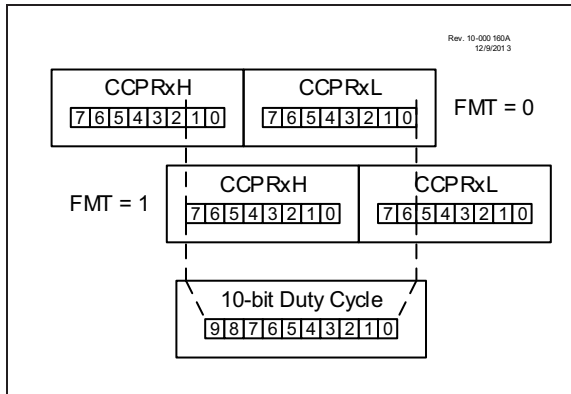 Rev. 10-000 160A
12/9/2013
CCPRxH CCPRxL
7 6 5 4 3 2 1 0 7 6 5 4 3 2 1 0 FMT = 0
CCPRxH CCPRxL
FMT = 1 7 6 5 4 3 2 1 0 7 6 5 4 3 2 1 0
10-bit Duty Cycle
9 8 7 6 5 4 3 2 1 0